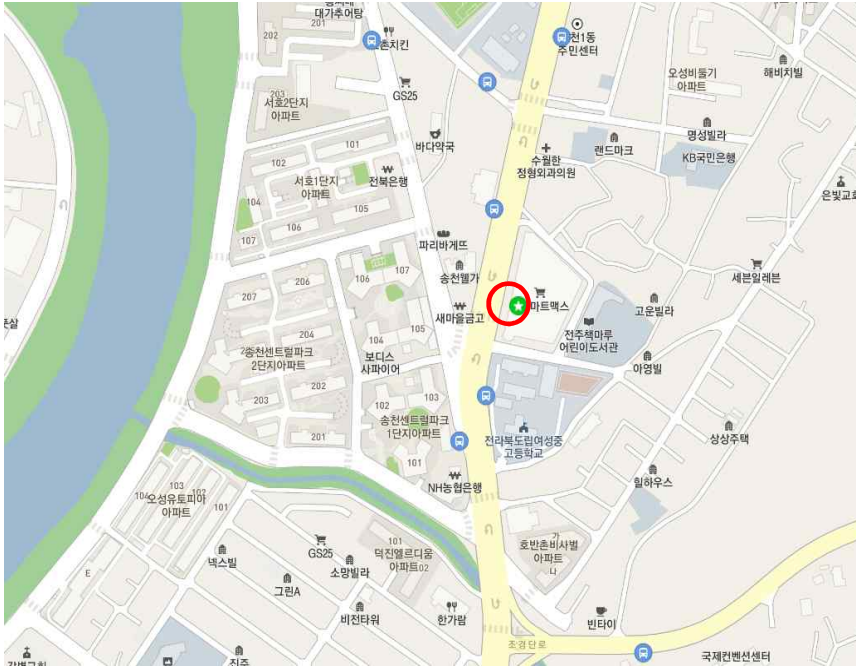 대가추어탕
201
202
촌치킨
천1동
주민센터
GS25
203
서호2단지
아파트
오성비둘기
아파트
해비치빌
101
바다약국
명성빌라
102
서호1단지
아파트
전북은행
수월한
정형외과의원
랜드마크
KB국민은행
104
105
106
107
은빛교회
파리바게뜨
106
107
송천웰가
세븐일레븐
207
206
새마을금고
마트맥스
고운빌라
204
104
105
전주책마루
어린이도서관
송천센트럴파크
2단지아파트
보디스
사파이어
아영빌
202
203
102
103
201
송천센트럴파크
1단지아파트
101
전라북도립여성중
고등학교
상상주택
NH농협은행
힐하우스
103
104
102
101
오성유토피아
아파트
GS25
101
덕진엘르디움
아파트02
호반촌비사벌
아파트
가
나
넥스빌
소망빌라
E
그린A
비전타워
한가람
빈타이
조경단로
국제컨벤션센터
진주